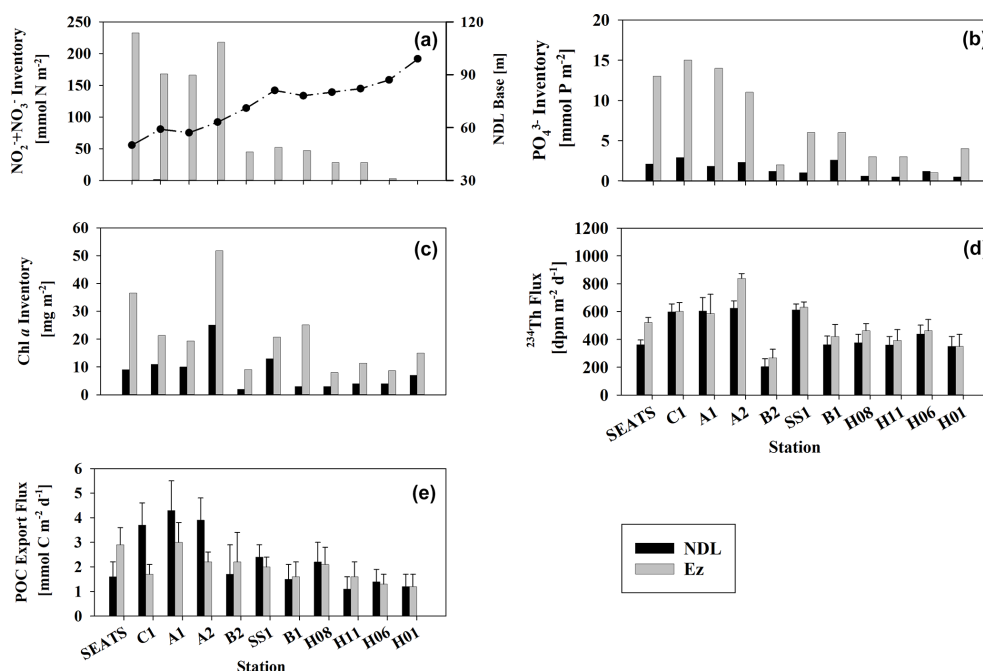 (a)
NO₂⁻+NO₃⁻ Inventory
[mmol N m⁻²]
250
200
150
100
50
0
120
90
60
30
NDL Base [m]
(b)
PO₄³⁻ Inventory
[mmol P m⁻²]
20
15
10
5
0
(c)
Chl a Inventory
[mg m⁻²]
60
50
40
30
20
10
0
(d)
²³⁴Th Flux
[dpm m⁻² d⁻¹]
1200
1000
800
600
400
200
0
SEATS C1 A1 A2 B2 SS1 B1 H08 H11 H06 H01
Station
(e)
POC Export Flux
[mmol C m⁻² d⁻¹]
6
5
4
3
2
1
0
SEATS C1 A1 A2 B2 SS1 B1 H08 H11 H06 H01
Station
NDL
Ez